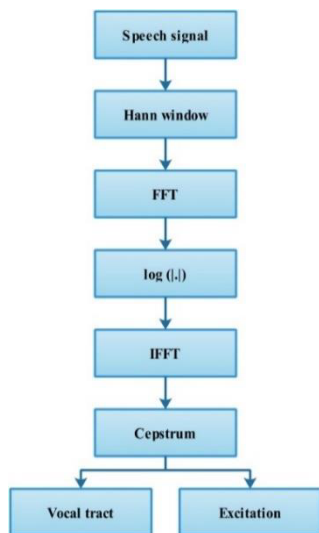 Speech signal
Hann window
FFT
log (|.|)
IFFT
Cepstrum
Vocal tract
Excitation